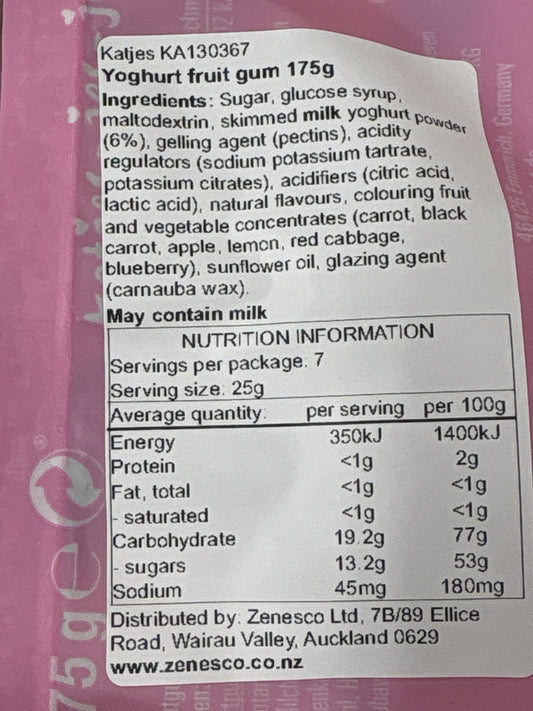 Katjes KA130367
Yoghurt fruit gum 175g
Ingredients: Sugar, glucose syrup,
maltodextrin, skimmed milk yoghurt powder
(6%), gelling agent (pectins), acidity
regulators (sodium potassium tartrate,
potassium citrates), acidifiers (citric acid,
lactic acid), natural flavours, colouring fruit
and vegetable concentrates (carrot, black
carrot, apple, lemon, red cabbage,
blueberry), sunflower oil, glazing agent
(carnauba wax).
May contain milk
NUTRITION INFORMATION
Servings per package: 7
Serving size: 25g
Average quantity: per serving per 100g
Energy 350kJ 1400kJ
Protein <1g 2g
Fat, total <1g <1g
- saturated <1g <1g
Carbohydrate 19.2g 77g
- sugars 13.2g 53g
Sodium 45mg 180mg
Distributed by: Zenesco Ltd, 7B/89 Ellice
Road, Wairau Valley, Auckland 0629
www.zenesco.co.nz
75 g e
46426 Emmerich, Germany